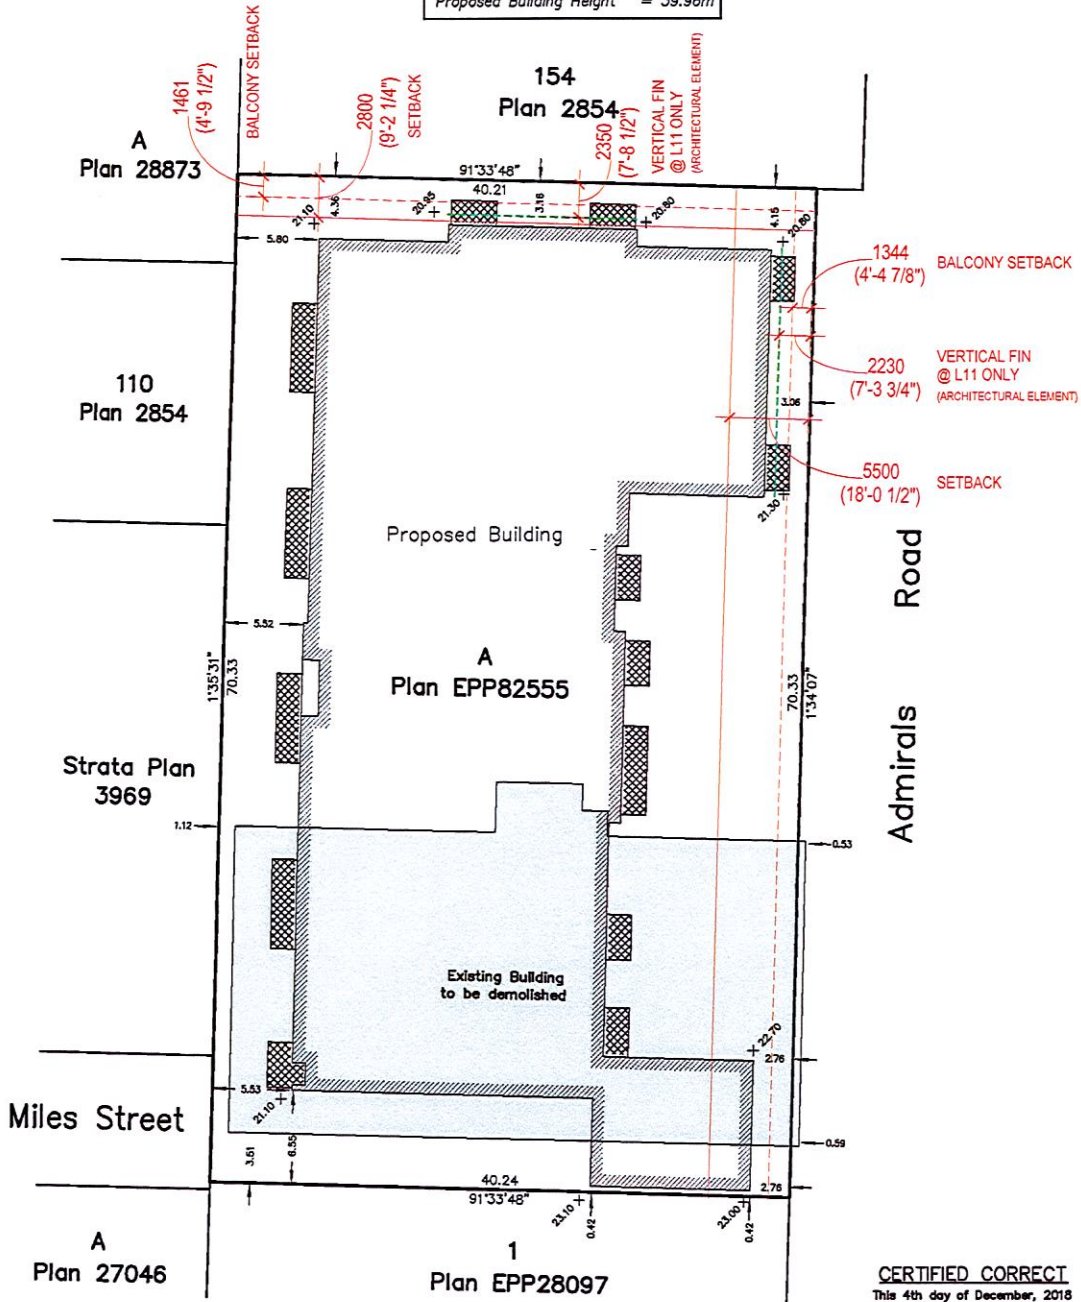 Proposed Building Height = 39.96m
1461
(4'-9 1/2")
BALCONY SETBACK
2800
(9'-2 1/4")
SETBACK
154
Plan 2854
2350
(7'-8 1/2")
VERTICAL FIN
@ L11 ONLY
(ARCHITECTURAL ELEMENT)
A
Plan 28873
91°33'48"
40.21
21.10
4.36
20.95
3.16
20.80
4.15
20.60
5.80
1344
(4'-4 7/8")
BALCONY SETBACK
2230
(7'-3 3/4")
VERTICAL FIN
@ L11 ONLY
(ARCHITECTURAL ELEMENT)
3.06
110
Plan 2854
5500
(18'-0 1/2")
SETBACK
21.30
Proposed Building
Admirals Road
5.52
A
Plan EPP82555
1°35'31"
70.33
70.33
1°34'07"
Strata Plan
3969
1.12
0.53
Existing Building
to be demolished
22.70
2.76
5.53
21.10
Miles Street
0.59
3.61
6.55
40.24
91°33'48"
2.76
23.10
0.42
23.00
0.42
A
Plan 27046
1
Plan EPP28097
CERTIFIED CORRECT
This 4th day of December, 2018